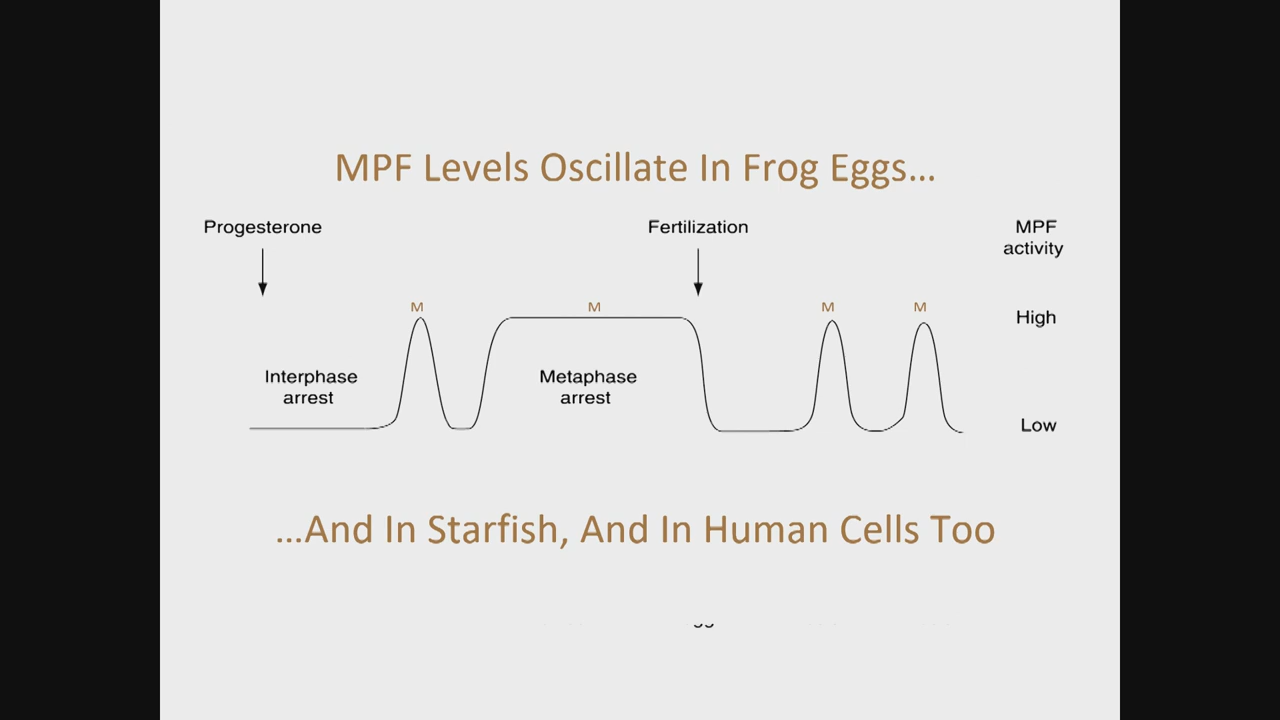 MPF Levels Oscillate In Frog Eggs…
Progesterone
Fertilization
MPF
activity
M
M
M
M
High
Interphase
arrest
Metaphase
arrest
Low
…And In Starfish, And In Human Cells Too